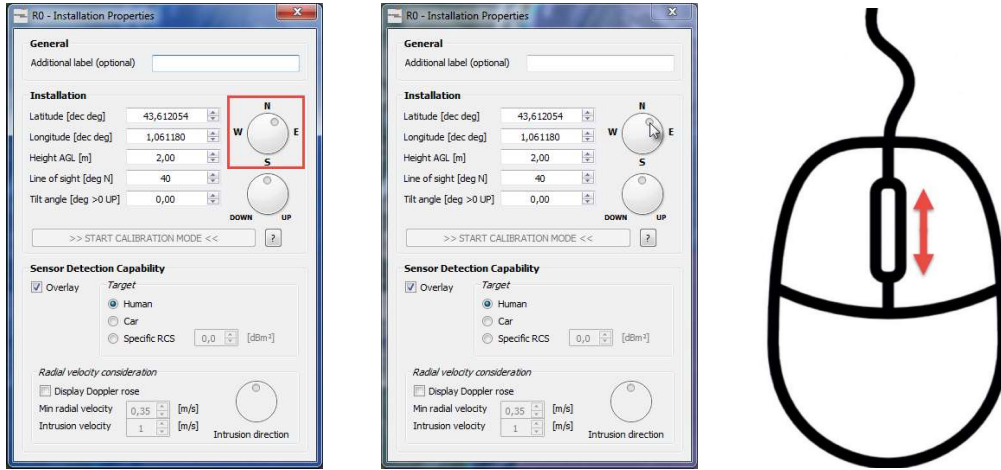 R0 - Installation Properties
General
Additional label (optional)
Installation
Latitude [dec deg] 43,612054
Longitude [dec deg] 1,061180
Height AGL [m] 2,00
Line of sight [deg N] 40
Tilt angle [deg >0 UP] 0,00
N
W E
S
DOWN UP
>> START CALIBRATION MODE << ?
Sensor Detection Capability
Overlay Target
Human
Car
Specific RCS 0,0 [dBm²]
Radial velocity consideration
Display Doppler rose
Min radial velocity 0,35 [m/s]
Intrusion velocity 1 [m/s]
Intrusion direction
R0 - Installation Properties
General
Additional label (optional)
Installation
Latitude [dec deg] 43,612054
Longitude [dec deg] 1,061180
Height AGL [m] 2,00
Line of sight [deg N] 40
Tilt angle [deg >0 UP] 0,00
N
W E
S
DOWN UP
>> START CALIBRATION MODE << ?
Sensor Detection Capability
Overlay Target
Human
Car
Specific RCS 0,0 [dBm²]
Radial velocity consideration
Display Doppler rose
Min radial velocity 0,35 [m/s]
Intrusion velocity 1 [m/s]
Intrusion direction